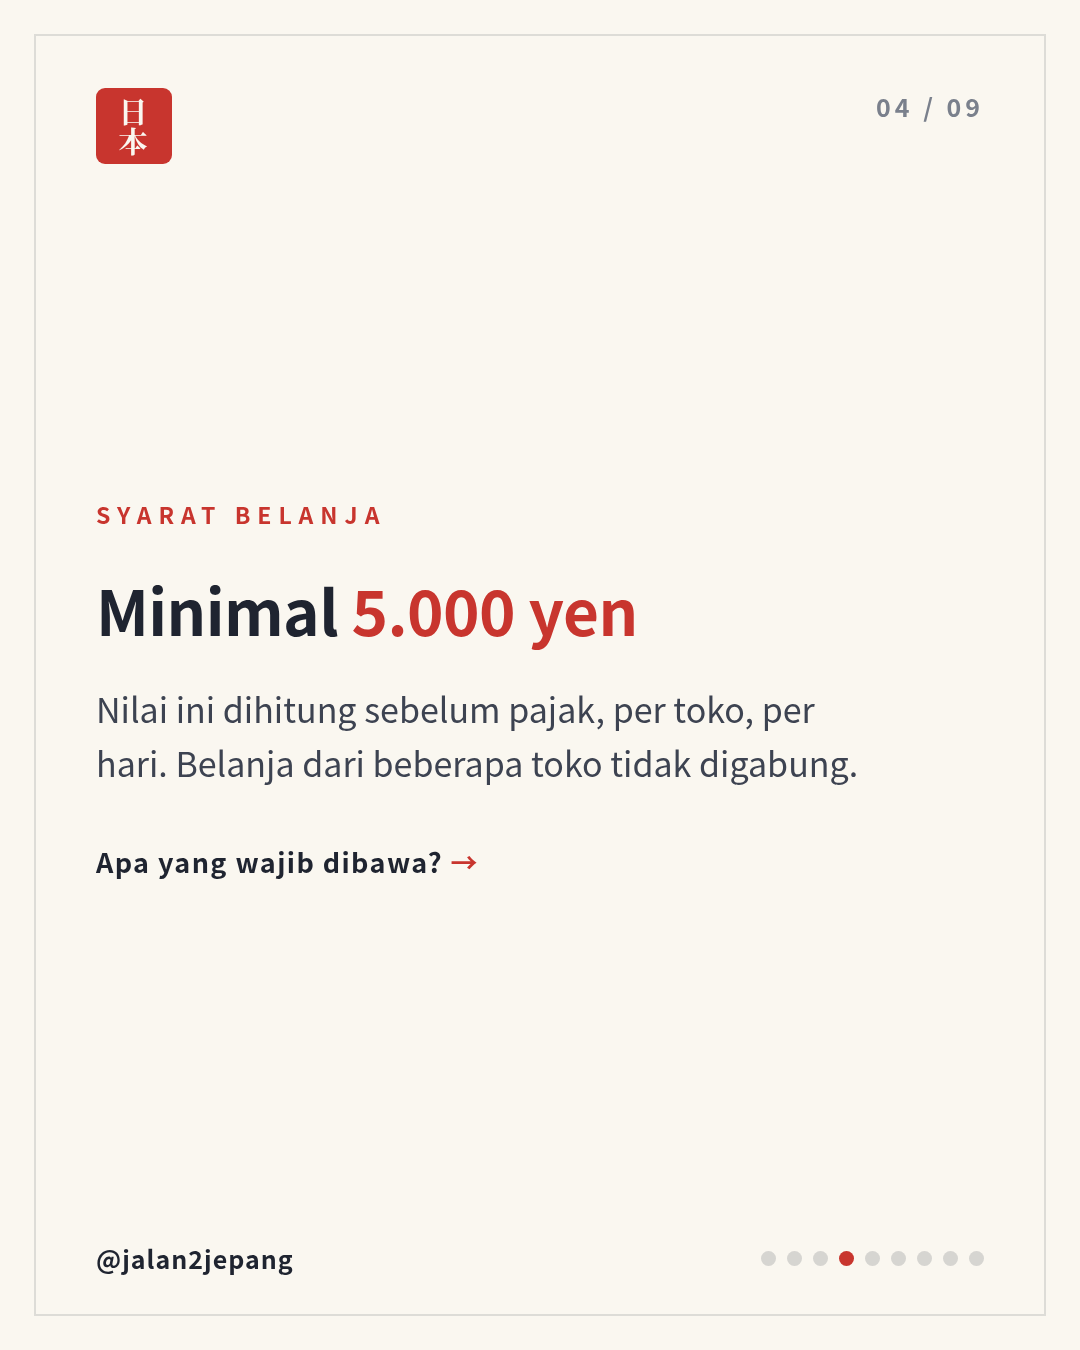 日本
04 / 09
SYARAT BELANJA
Minimal 5.000 yen
Nilai ini dihitung sebelum pajak, per toko, per
hari. Belanja dari beberapa toko tidak digabung.
Apa yang wajib dibawa? →
@jalan2jepang